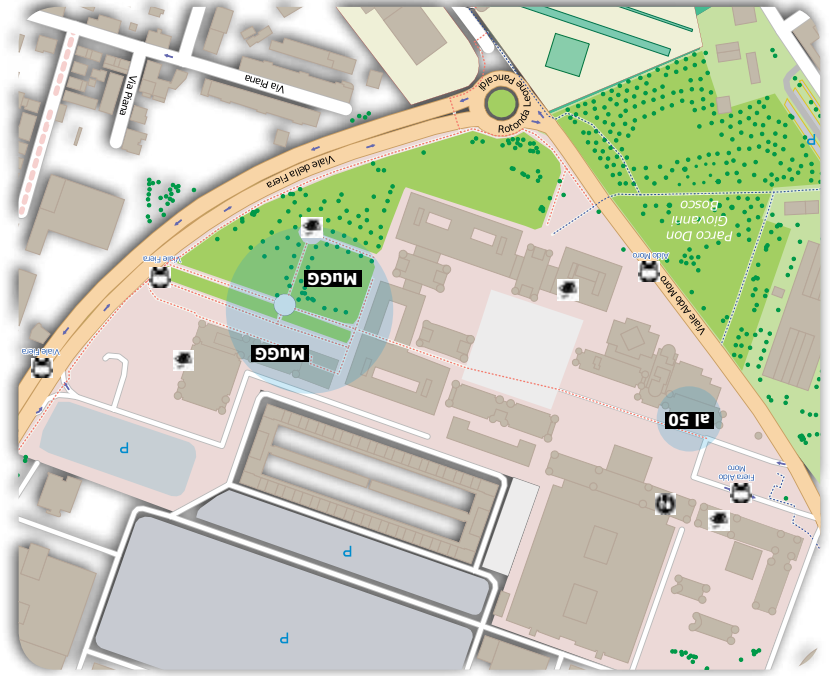 Via Piana
Via Piana
Rotonda Leone Pancaldi
P
Viale della Fiera
Parco Don
Giovanni
Bosco
Viale Fiera
Aldo Moro
MuGG
Viale Aldo Moro
Viale Fiera
MuGG
al 50
P
Fiera Aldo
Moro
P
P